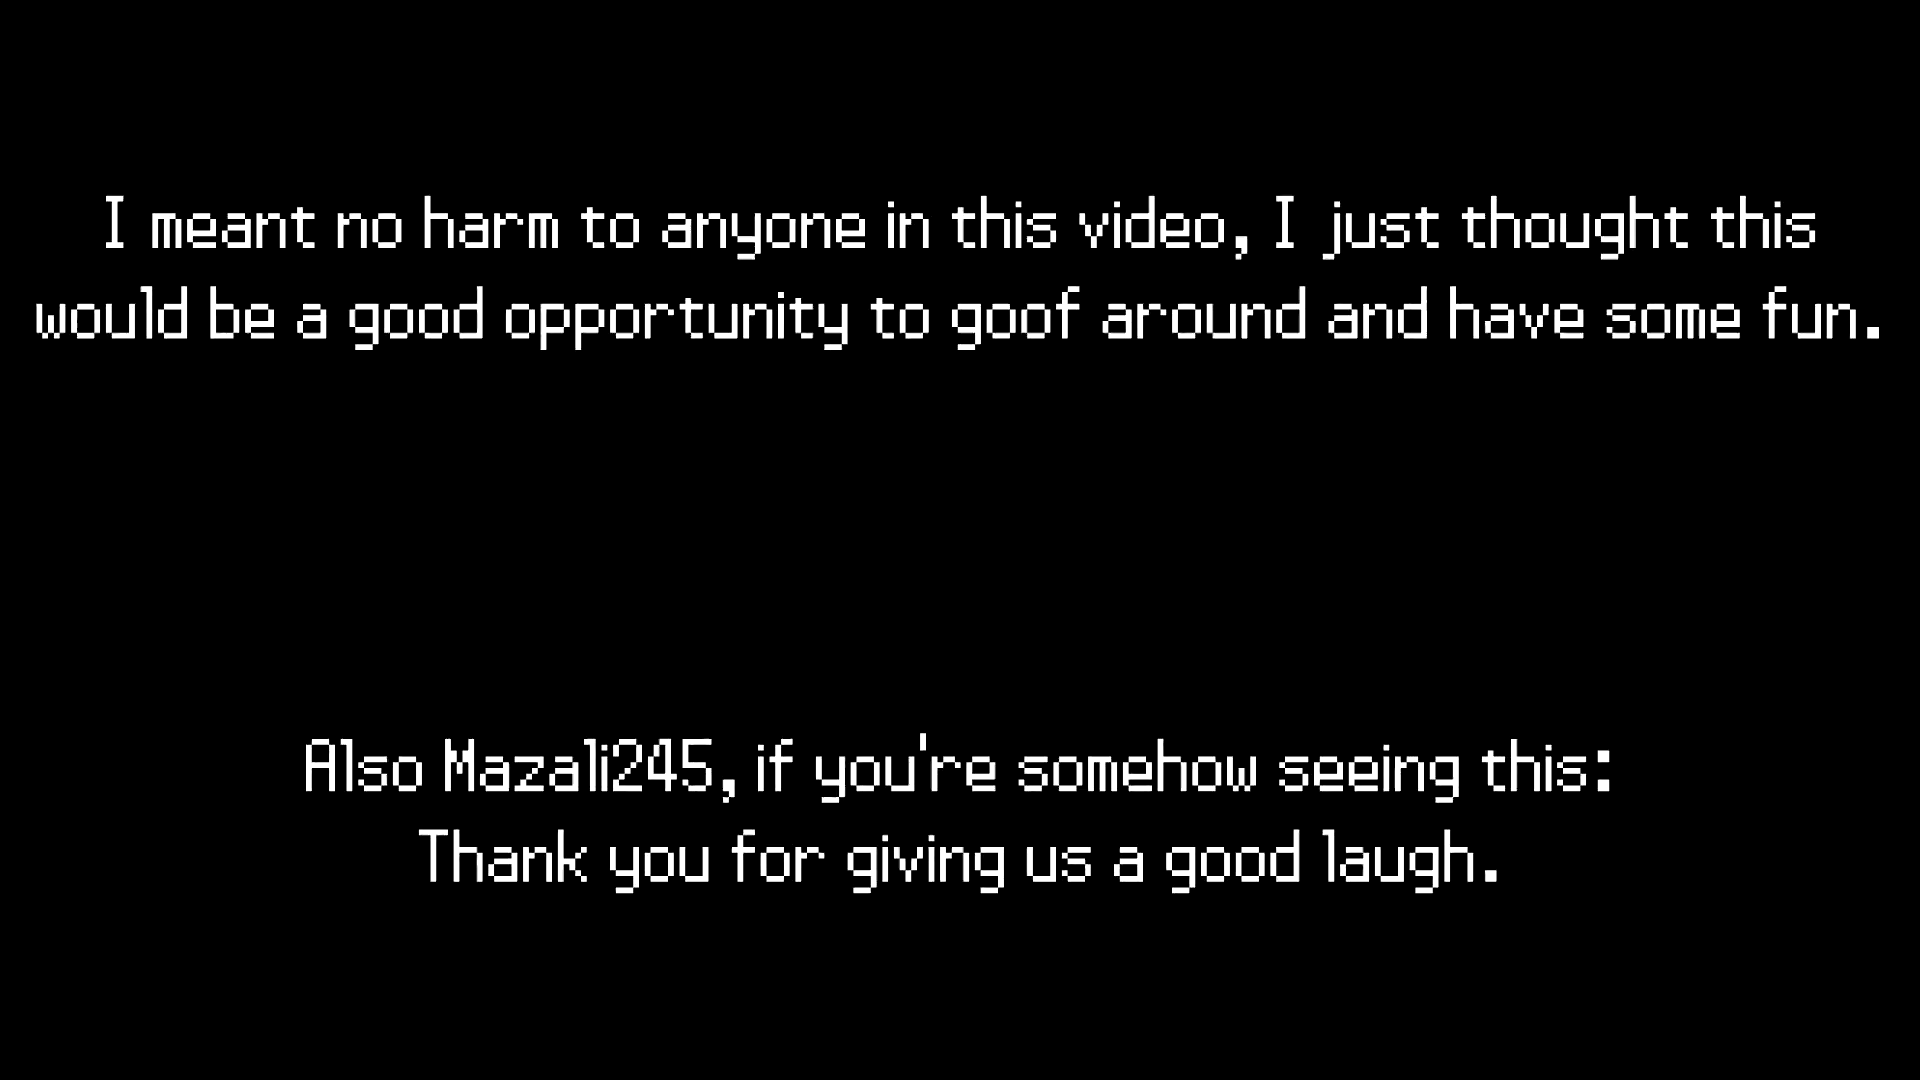 I meant no harm to anyone in this video, I just thought this
would be a good opportunity to goof around and have some fun.
Also Mazali245, if you're somehow seeing this:
Thank you for giving us a good laugh.